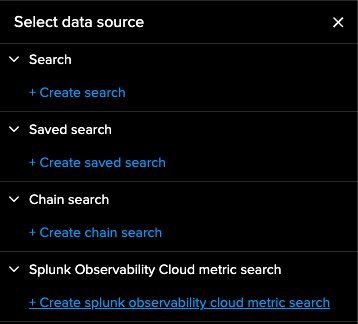 Select data source
Search
+ Create search
Saved search
+ Create saved search
Chain search
+ Create chain search
Splunk Observability Cloud metric search
+ Create splunk observability cloud metric search